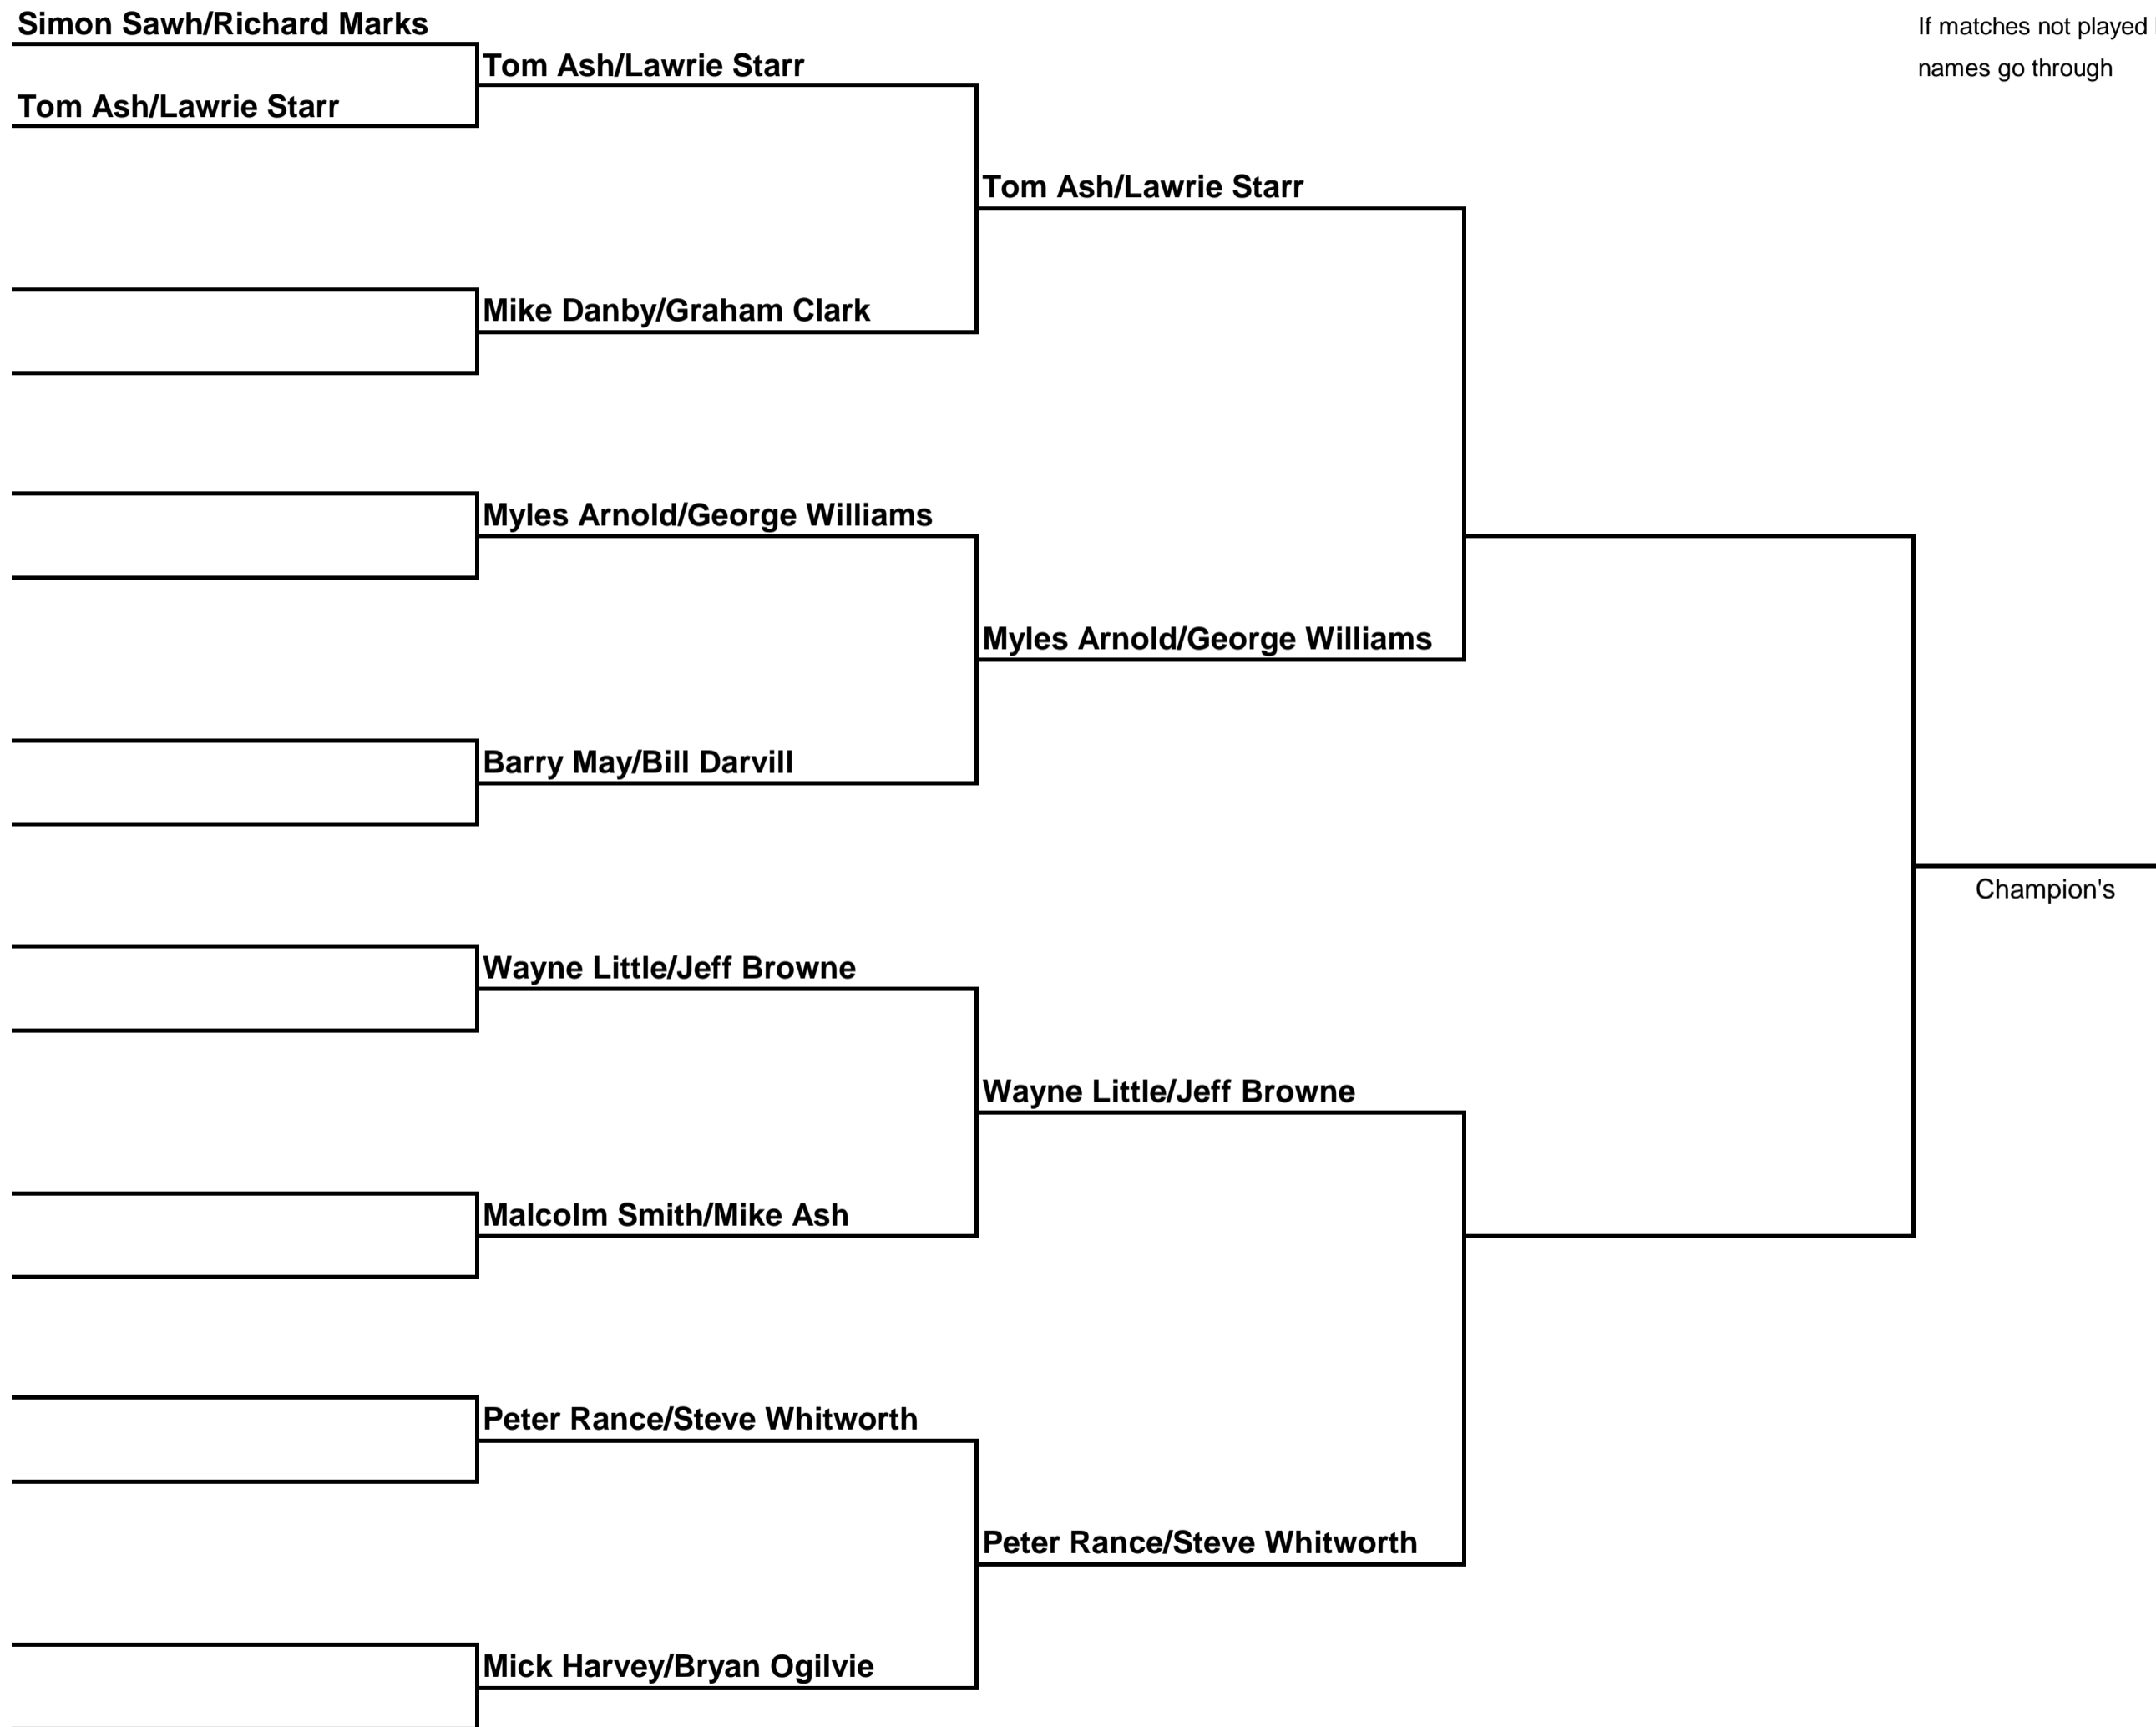 Simon Sawh/Richard Marks
If matches not played
names go through
Tom Ash/Lawrie Starr
Tom Ash/Lawrie Starr
Tom Ash/Lawrie Starr
Mike Danby/Graham Clark
Myles Arnold/George Williams
Myles Arnold/George Williams
Barry May/Bill Darvill
Champion's
Wayne Little/Jeff Browne
Wayne Little/Jeff Browne
Malcolm Smith/Mike Ash
Peter Rance/Steve Whitworth
Peter Rance/Steve Whitworth
Mick Harvey/Bryan Ogilvie